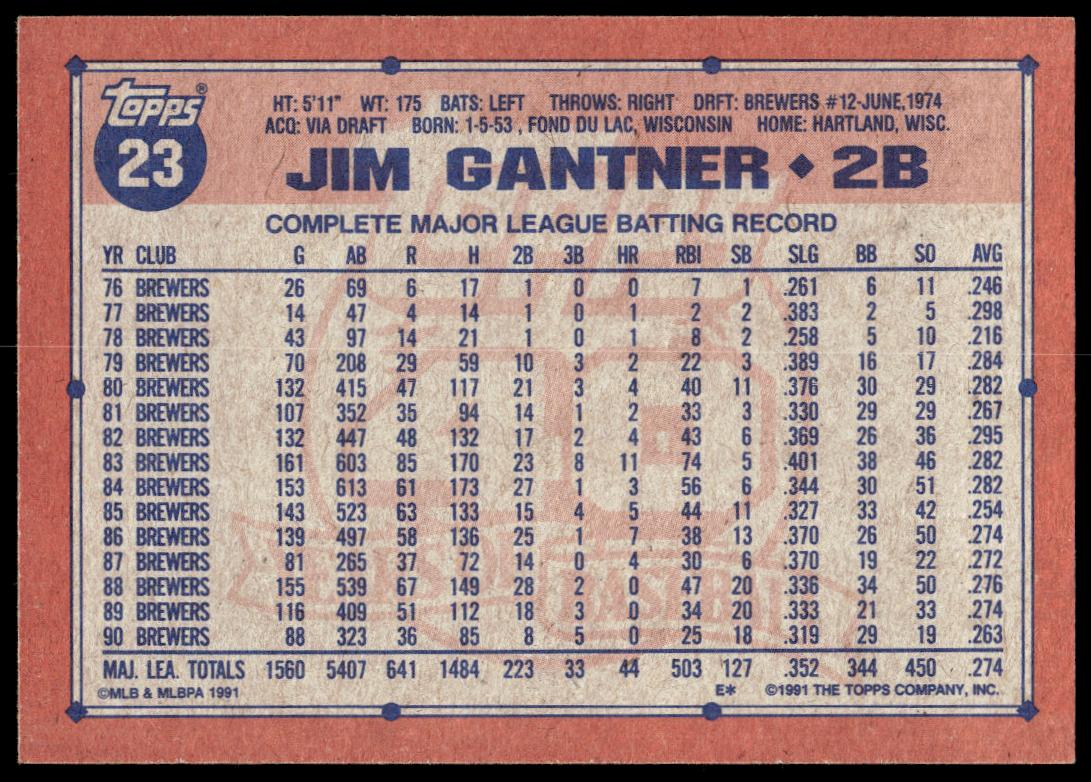 Topps®
23
HT: 5'11" WT: 175 BATS: LEFT THROWS: RIGHT DRFT: BREWERS #12-JUNE,1974
ACQ: VIA DRAFT BORN: 1-5-53, FOND DU LAC, WISCONSIN HOME: HARTLAND, WISC.
JIM GANTNER ◆ 2B
COMPLETE MAJOR LEAGUE BATTING RECORD
YR CLUB G AB R H 2B 3B HR RBI SB SLG BB SO AVG
76 BREWERS 26 69 6 17 1 0 0 7 1 .261 6 11 .246
77 BREWERS 14 47 4 14 1 0 1 2 2 .383 2 5 .298
78 BREWERS 43 97 14 21 1 0 1 8 2 .258 5 10 .216
79 BREWERS 70 208 29 59 10 3 2 22 3 .389 16 17 .284
80 BREWERS 132 415 47 117 21 3 4 40 11 .376 30 29 .282
81 BREWERS 107 352 35 94 14 1 2 33 3 .330 29 29 .267
82 BREWERS 132 447 48 132 17 2 4 43 6 .369 26 36 .295
83 BREWERS 161 603 85 170 23 8 11 74 5 .401 38 46 .282
84 BREWERS 153 613 61 173 27 1 3 56 6 .344 30 51 .282
85 BREWERS 143 523 63 133 15 4 5 44 11 .327 33 42 .254
86 BREWERS 139 497 58 136 25 1 7 38 13 .370 26 50 .274
87 BREWERS 81 265 37 72 14 0 4 30 6 .370 19 22 .272
88 BREWERS 155 539 67 149 28 2 0 47 20 .336 34 50 .276
89 BREWERS 116 409 51 112 18 3 0 34 20 .333 21 33 .274
90 BREWERS 88 323 36 85 8 5 0 25 18 .319 29 19 .263
MAJ. LEA. TOTALS 1560 5407 641 1484 223 33 44 503 127 .352 344 450 .274
©MLB & MLBPA 1991 E* ©1991 THE TOPPS COMPANY, INC.